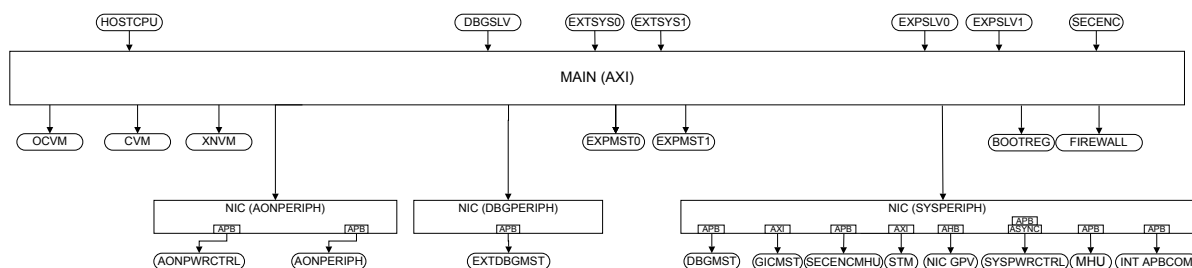 HOSTCPU DBGSLV EXTSYS0 EXTSYS1 EXPSLV0 EXPSLV1 SECENC
MAIN (AXI)
OCVM CVM XNVM EXPMST0 EXPMST1 BOOTREG FIREWALL
NIC (AONPERIPH) NIC (DBGPERIPH) NIC (SYSPERIPH)
APB
APB APB APB APB AXI APB AXI AHB ASYNC APB APB
AONPWRCTRL AONPERIPH EXTDBGMST DBGMST GICMST SECENCMHU STM NIC GPV SYSPWRCTRL MHU INT APBCOM